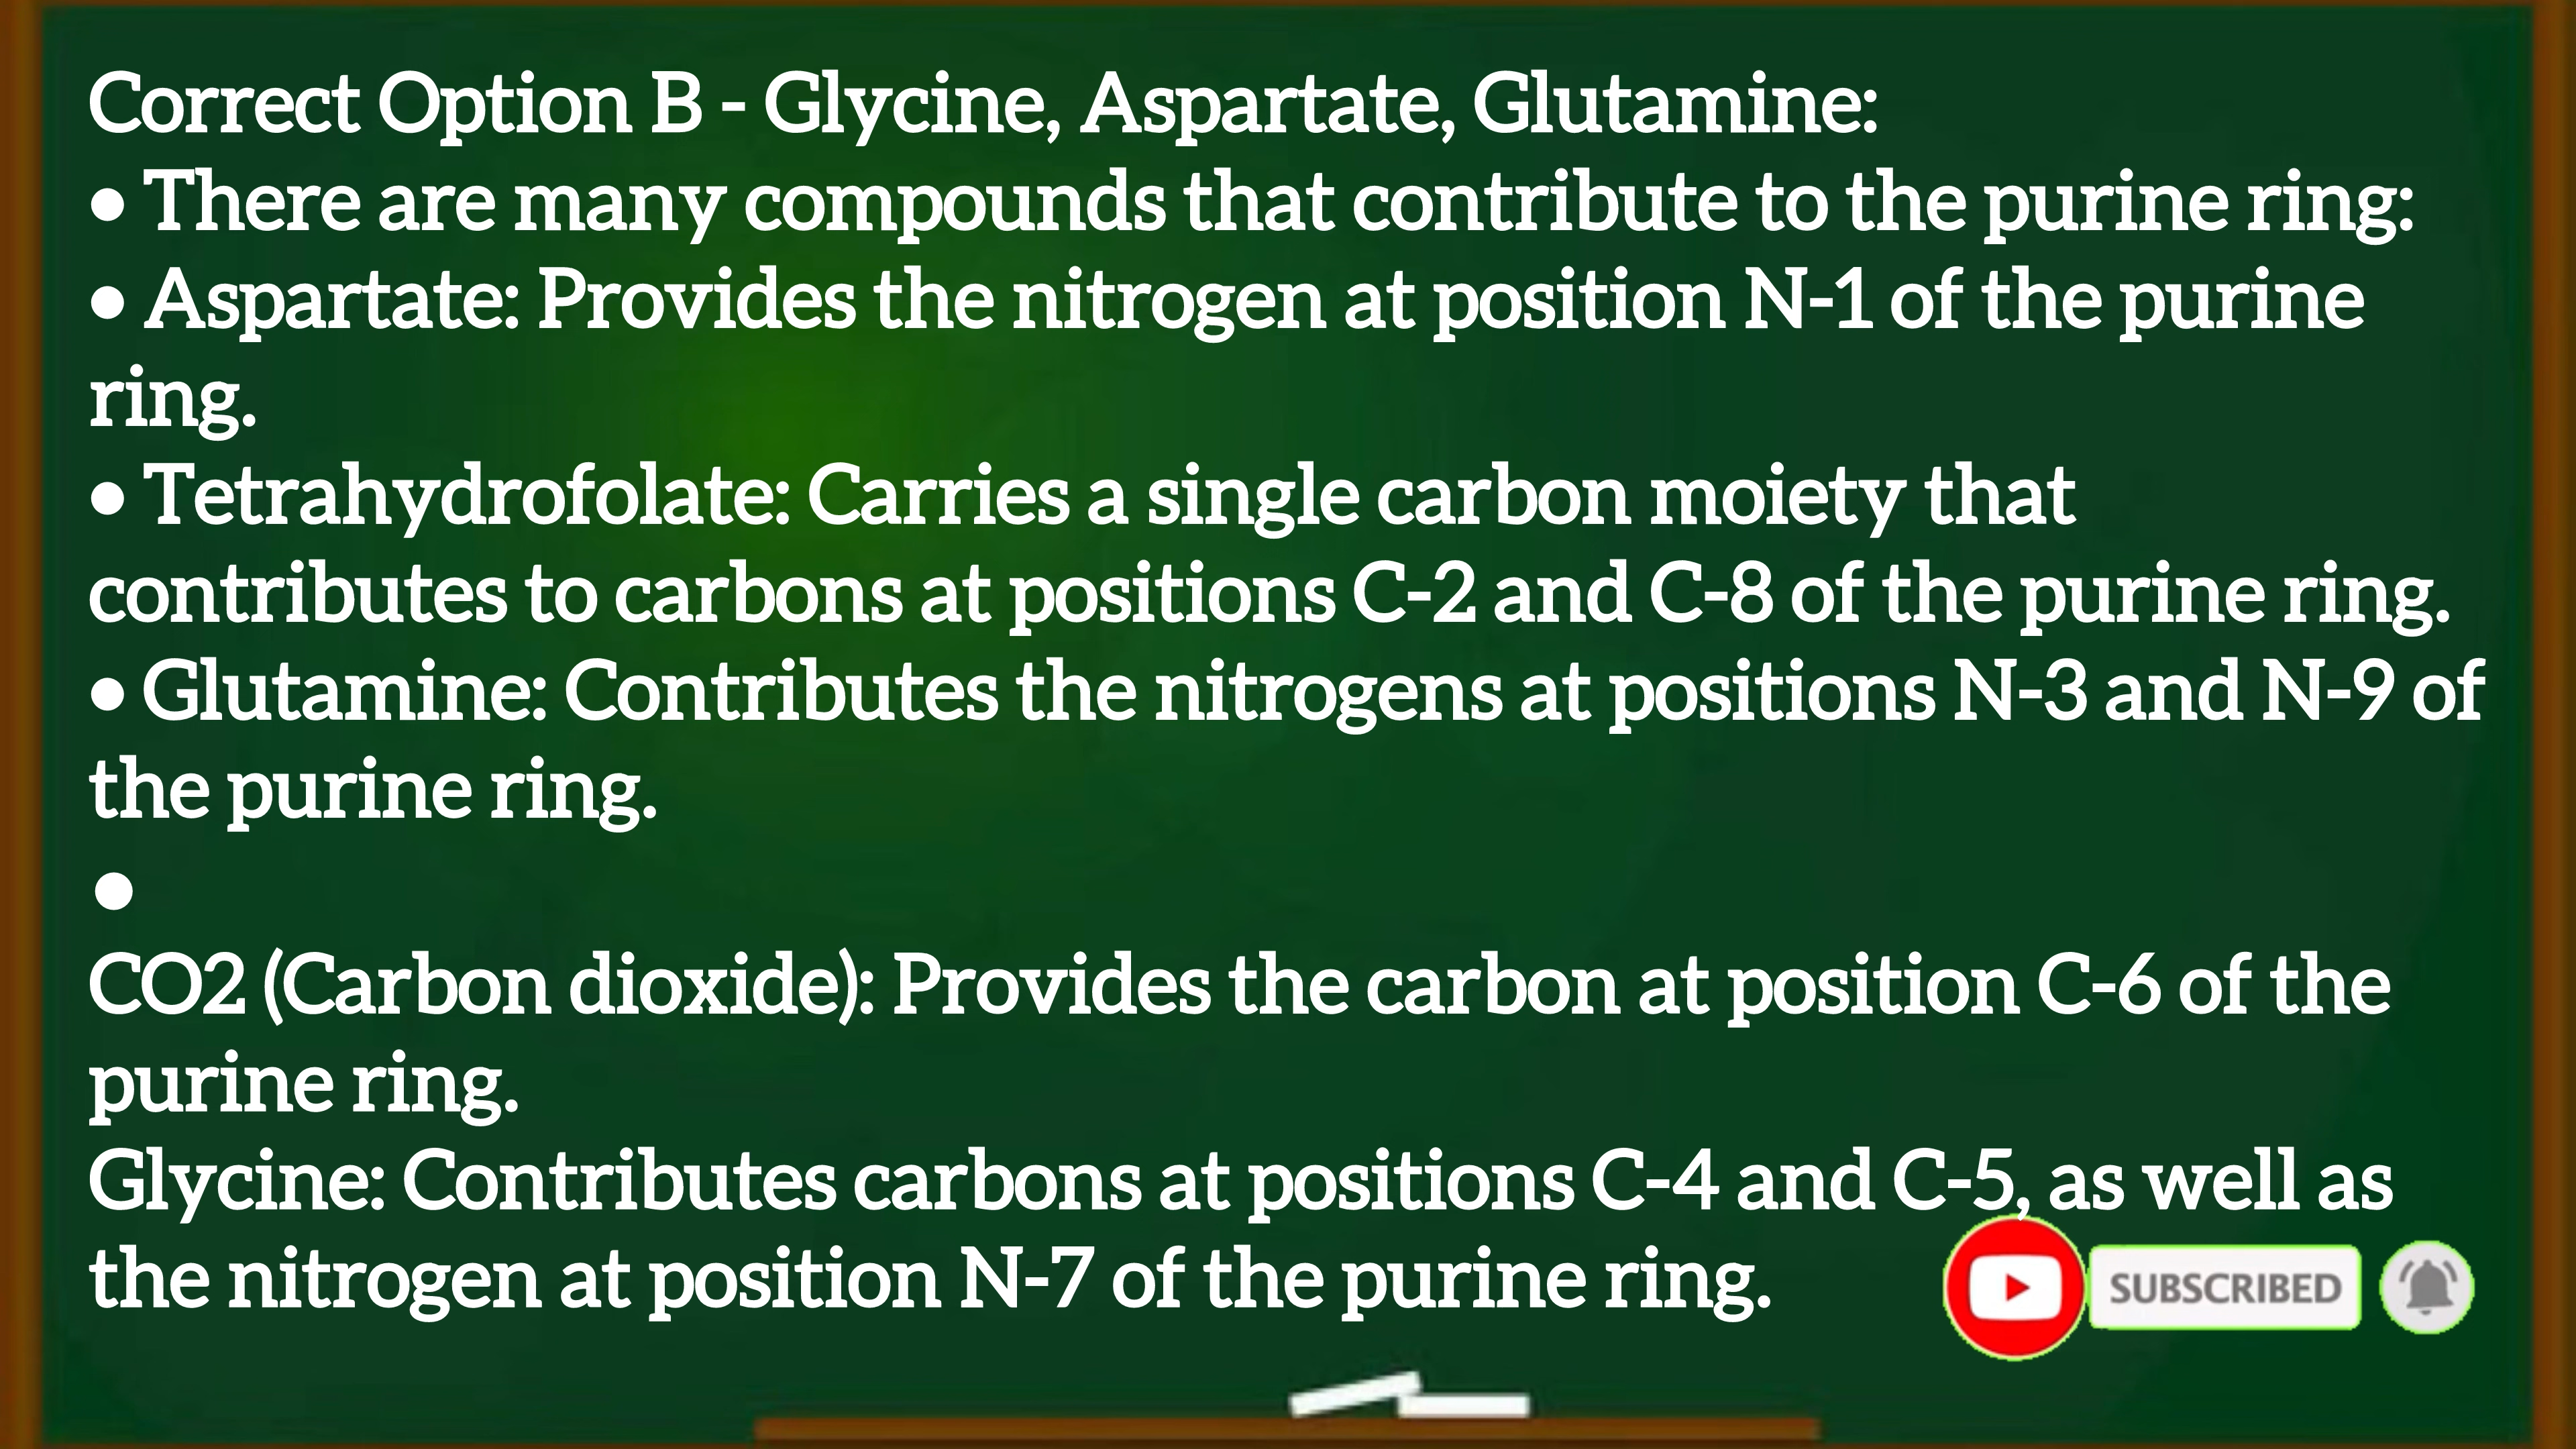 Correct Option B - Glycine, Aspartate, Glutamine:
● There are many compounds that contribute to the purine ring:
● Aspartate: Provides the nitrogen at position N-1 of the purine
ring.
● Tetrahydrofolate: Carries a single carbon moiety that
contributes to carbons at positions C-2 and C-8 of the purine ring.
● Glutamine: Contributes the nitrogens at positions N-3 and N-9 of
the purine ring.
●
CO2 (Carbon dioxide): Provides the carbon at position C-6 of the
purine ring.
Glycine: Contributes carbons at positions C-4 and C-5, as well as
the nitrogen at position N-7 of the purine ring.
SUBSCRIBED